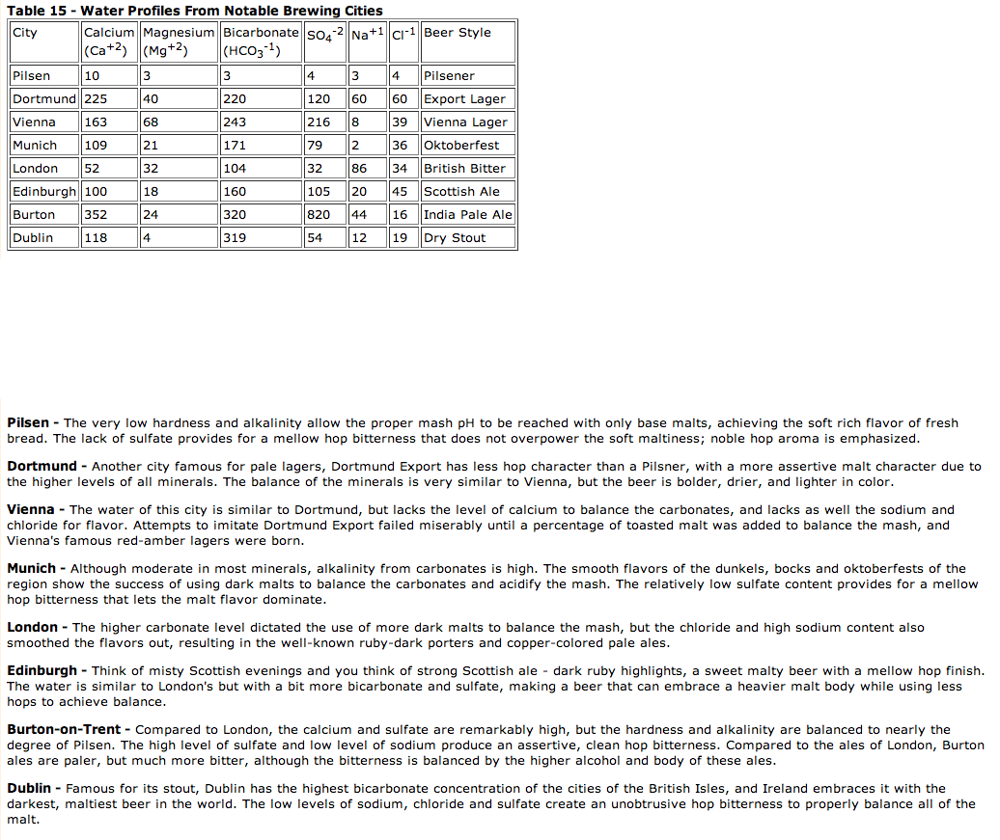 Table 15 - Water Profiles From Notable Brewing Cities
City Calcium (Ca+2) Magnesium (Mg+2) Bicarbonate (HCO3-1) SO4-2 Na+1 Cl-1 Beer Style
Pilsen 10 3 3 4 3 4 Pilsener
Dortmund 225 40 220 120 60 60 Export Lager
Vienna 163 68 243 216 8 39 Vienna Lager
Munich 109 21 171 79 2 36 Oktoberfest
London 52 32 104 32 86 34 British Bitter
Edinburgh 100 18 160 105 20 45 Scottish Ale
Burton 352 24 320 820 44 16 India Pale Ale
Dublin 118 4 319 54 12 19 Dry Stout
Pilsen - The very low hardness and alkalinity allow the proper mash pH to be reached with only base malts, achieving the soft rich flavor of fresh
bread. The lack of sulfate provides for a mellow hop bitterness that does not overpower the soft maltiness; noble hop aroma is emphasized.
Dortmund - Another city famous for pale lagers, Dortmund Export has less hop character than a Pilsner, with a more assertive malt character due to
the higher levels of all minerals. The balance of the minerals is very similar to Vienna, but the beer is bolder, drier, and lighter in color.
Vienna - The water of this city is similar to Dortmund, but lacks the level of calcium to balance the carbonates, and lacks as well the sodium and
chloride for flavor. Attempts to imitate Dortmund Export failed miserably until a percentage of toasted malt was added to balance the mash, and
Vienna's famous red-amber lagers were born.
Munich - Although moderate in most minerals, alkalinity from carbonates is high. The smooth flavors of the dunkels, bocks and oktoberfests of the
region show the success of using dark malts to balance the carbonates and acidify the mash. The relatively low sulfate content provides for a mellow
hop bitterness that lets the malt flavor dominate.
London - The higher carbonate level dictated the use of more dark malts to balance the mash, but the chloride and high sodium content also
smoothed the flavors out, resulting in the well-known ruby-dark porters and copper-colored pale ales.
Edinburgh - Think of misty Scottish evenings and you think of strong Scottish ale - dark ruby highlights, a sweet malty beer with a mellow hop finish.
The water is similar to London's but with a bit more bicarbonate and sulfate, making a beer that can embrace a heavier malt body while using less
hops to achieve balance.
Burton-on-Trent - Compared to London, the calcium and sulfate are remarkably high, but the hardness and alkalinity are balanced to nearly the
degree of Pilsen. The high level of sulfate and low level of sodium produce an assertive, clean hop bitterness. Compared to the ales of London, Burton
ales are paler, but much more bitter, although the bitterness is balanced by the higher alcohol and body of these ales.
Dublin - Famous for its stout, Dublin has the highest bicarbonate concentration of the cities of the British Isles, and Ireland embraces it with the
darkest, maltiest beer in the world. The low levels of sodium, chloride and sulfate create an unobtrusive hop bitterness to properly balance all of the
malt.